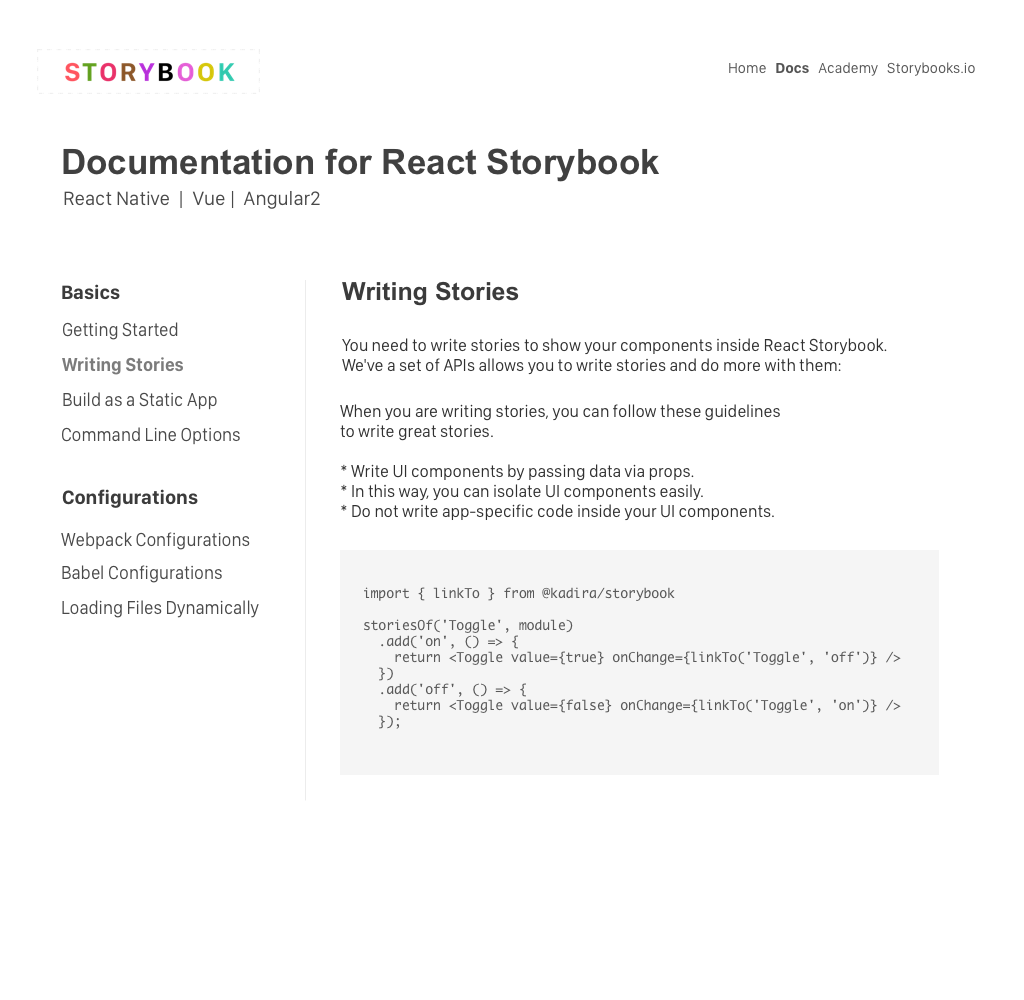 STORYBOOK
Home Docs Academy Storybooks.io
Documentation for React Storybook
React Native | Vue | Angular2
Basics
Getting Started
Writing Stories
Build as a Static App
Command Line Options
Configurations
Webpack Configurations
Babel Configurations
Loading Files Dynamically
Writing Stories
You need to write stories to show your components inside React Storybook.
We've a set of APIs allows you to write stories and do more with them:
When you are writing stories, you can follow these guidelines
to write great stories.
* Write UI components by passing data via props.
* In this way, you can isolate UI components easily.
* Do not write app-specific code inside your UI components.
import { linkTo } from @kadira/storybook
storiesOf('Toggle', module)
  .add('on', () => {
    return <Toggle value={true} onChange={linkTo('Toggle', 'off')} />
  })
  .add('off', () => {
    return <Toggle value={false} onChange={linkTo('Toggle', 'on')} />
  });